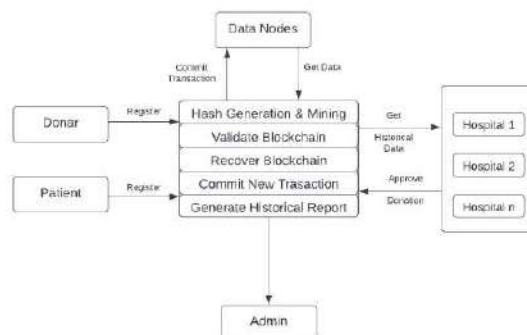 Data Nodes
Commit
Transaction
Get Data
Register
Donar
Hash Generation & Mining
Validate Blockchain
Recover Blockchain
Commit New Trasaction
Generate Historical Report
Get
Historical
Data
Approve
Donation
Hospital 1
Hospital 2
Hospital n
Register
Patient
Admin